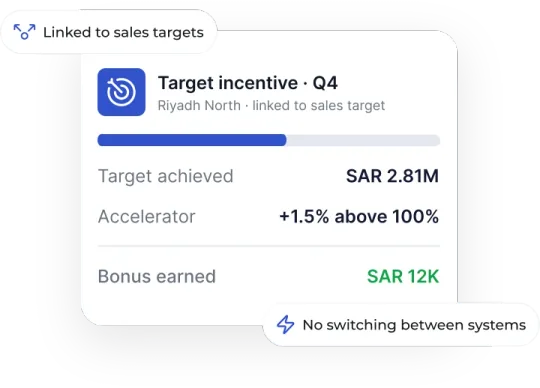 Linked to sales targets
Target incentive · Q4
Riyadh North · linked to sales target
Target achieved SAR 2.81M
Accelerator +1.5% above 100%
Bonus earned SAR 12K
No switching between systems